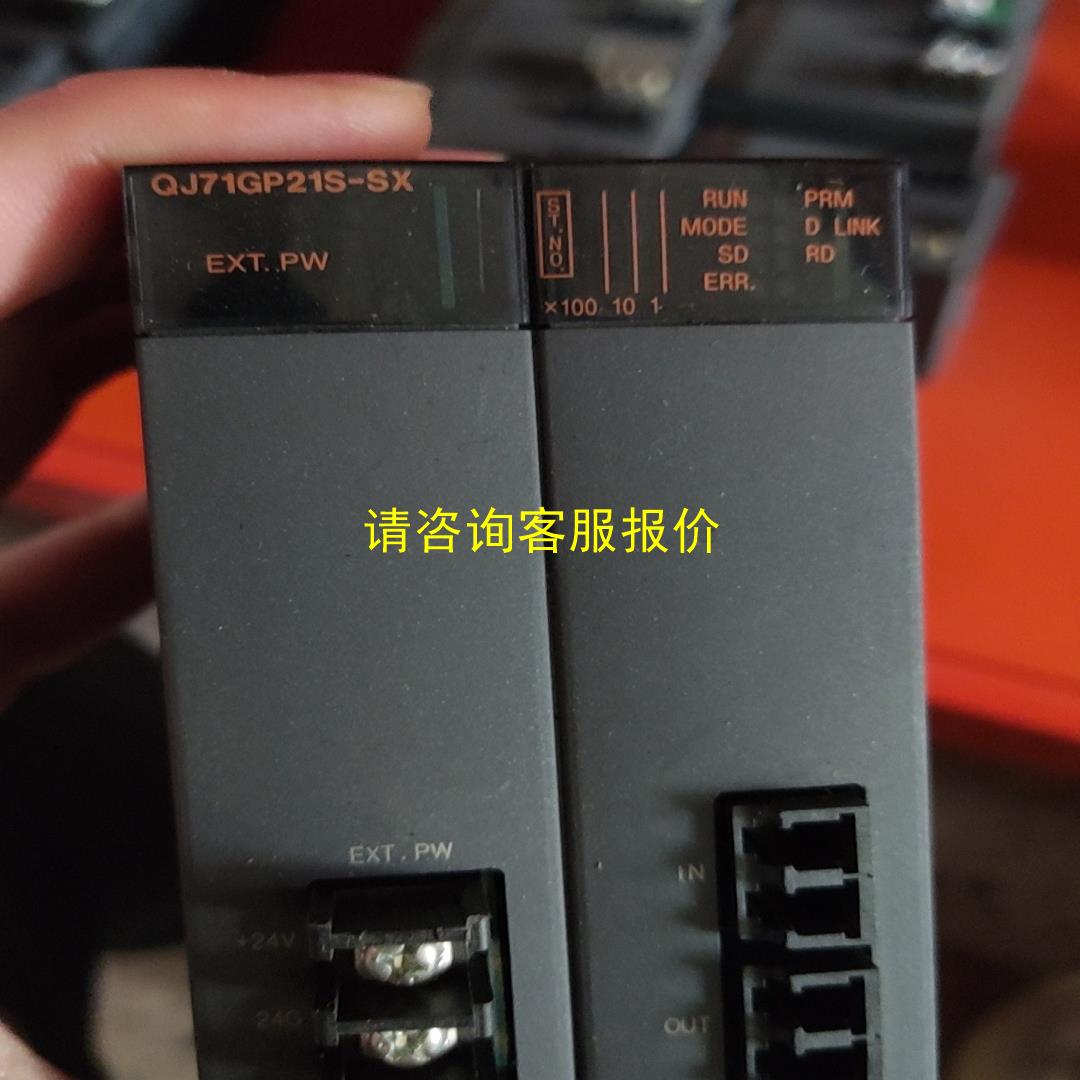 QJ71GP21S-SX
EXT. PW
ST. NO.
×100 10 1
RUN PRM
MODE D LINK
SD RD
ERR.
请咨询客服报价
EXT. PW
+24V
24G
IN
OUT